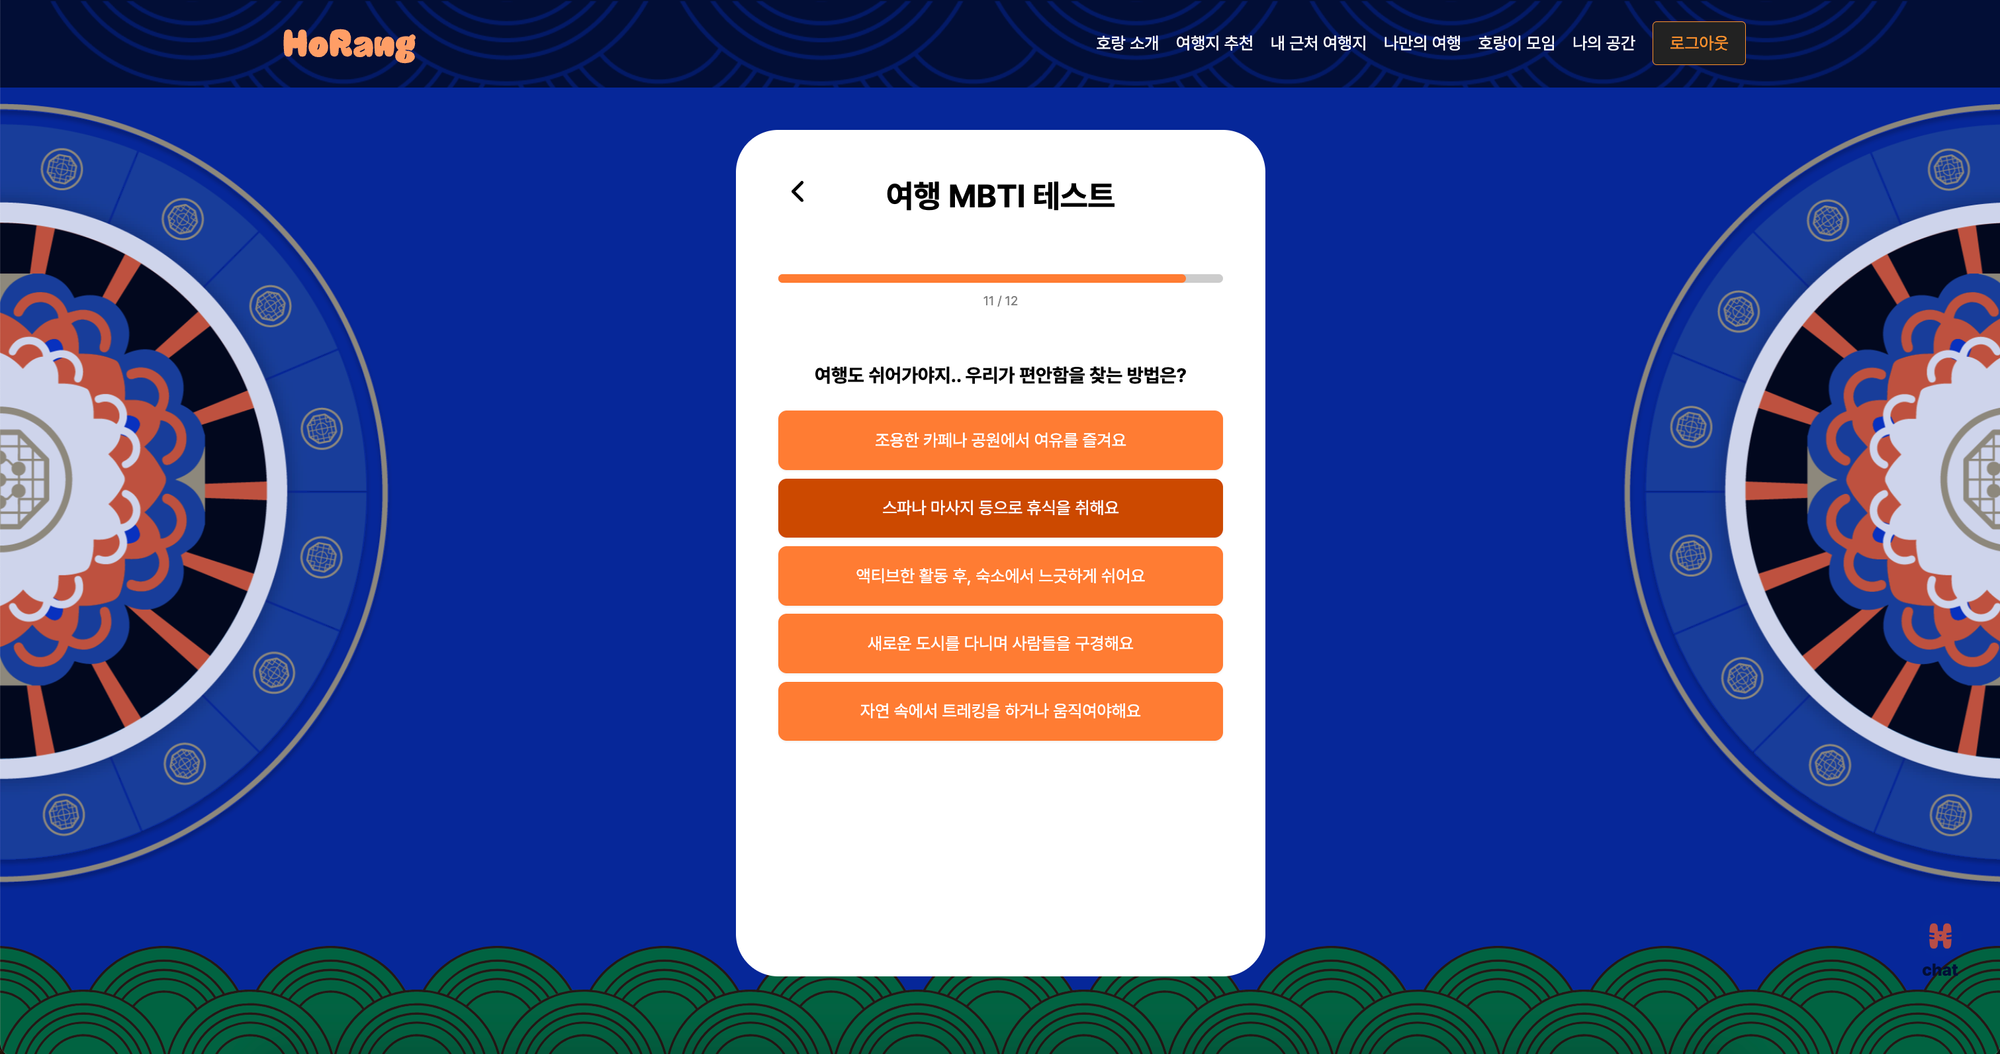 HoRang
호랑 소개 여행지 추천 내 근처 여행지 나만의 여행 호랑이 모임 나의 공간 로그아웃
여행 MBTI 테스트
11 / 12
여행도 쉬어가야지.. 우리가 편안함을 찾는 방법은?
조용한 카페나 공원에서 여유를 즐겨요
스파나 마사지 등으로 휴식을 취해요
액티브한 활동 후, 숙소에서 느긋하게 쉬어요
새로운 도시를 다니며 사람들을 구경해요
자연 속에서 트레킹을 하거나 움직여야해요
chat